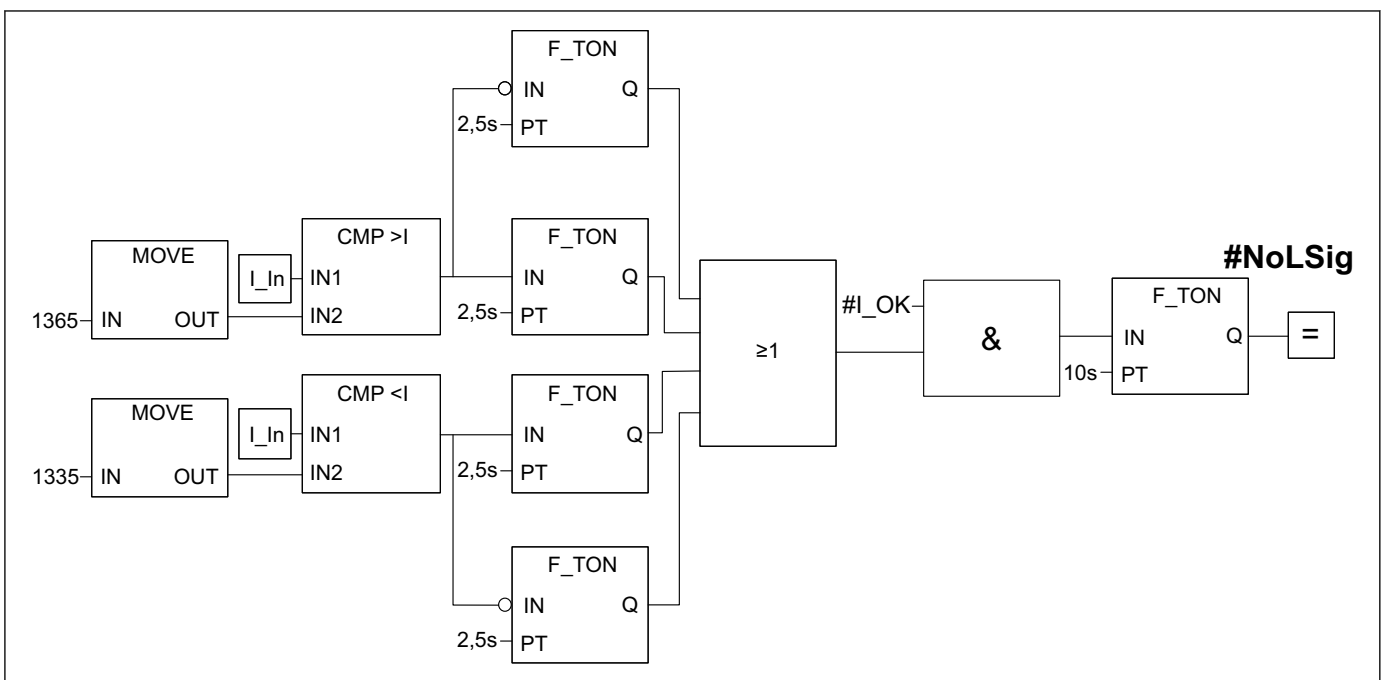 F_TON
IN Q
2,5s PT
F_TON
IN Q
2,5s PT
CMP >I
I_In IN1
IN2
MOVE
1365 IN OUT
F_TON
IN Q
2,5s PT
CMP <I
I_In IN1
IN2
MOVE
1335 IN OUT
F_TON
IN Q
2,5s PT
≥1
#I_OK
&
#NoLSig
F_TON
IN Q
10s PT
=